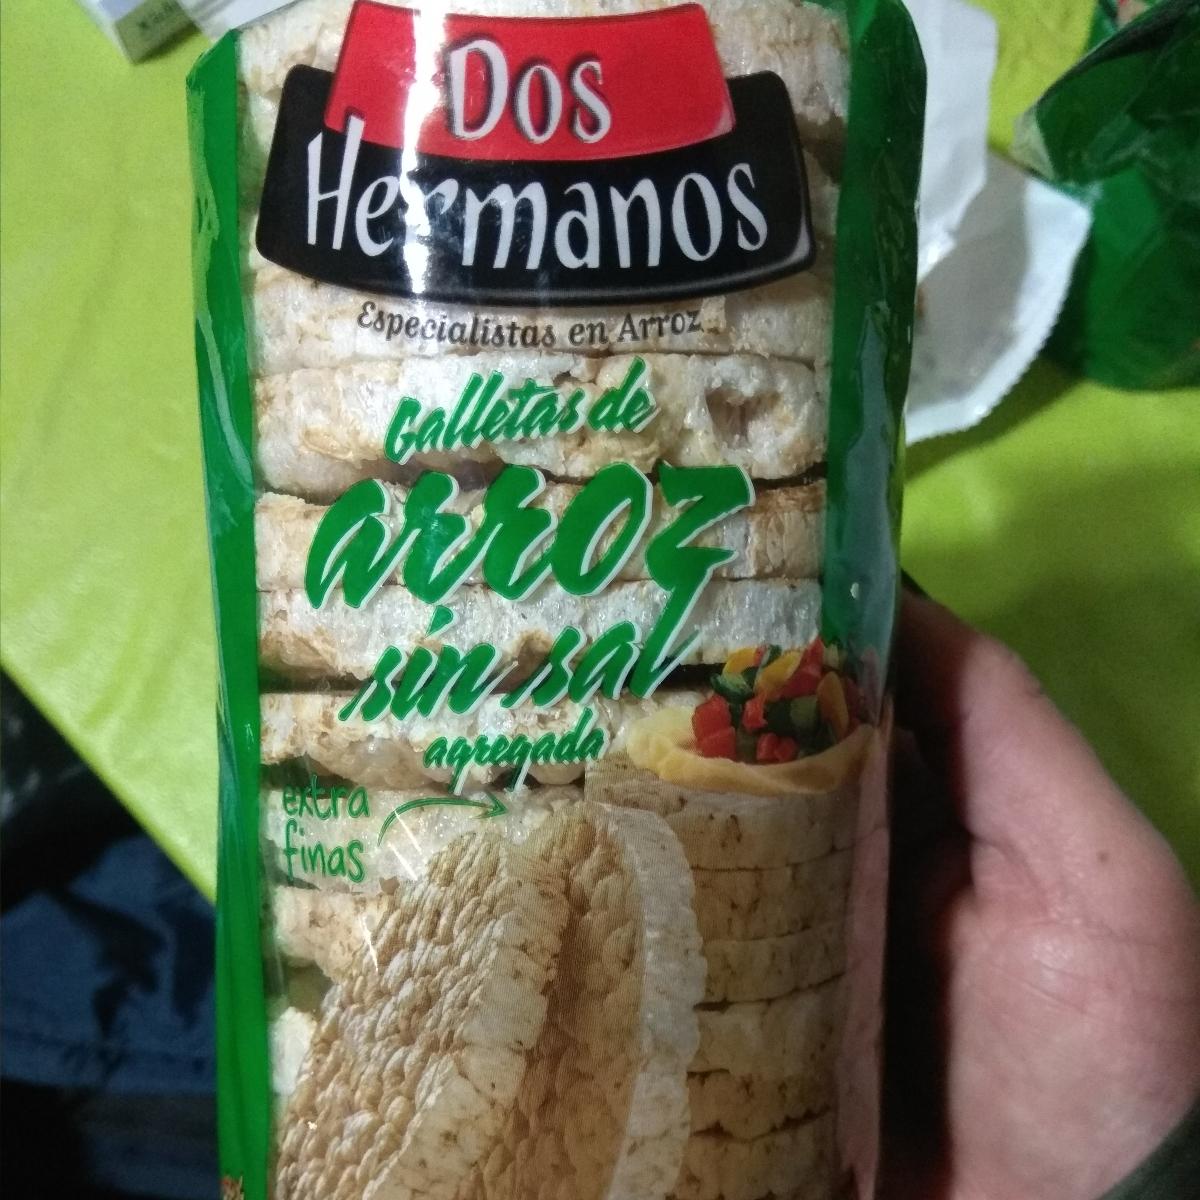 Dos
Hermanos
Especialistas en Arroz
Galletas de
arroz
sin sal
agregada
extra
finas